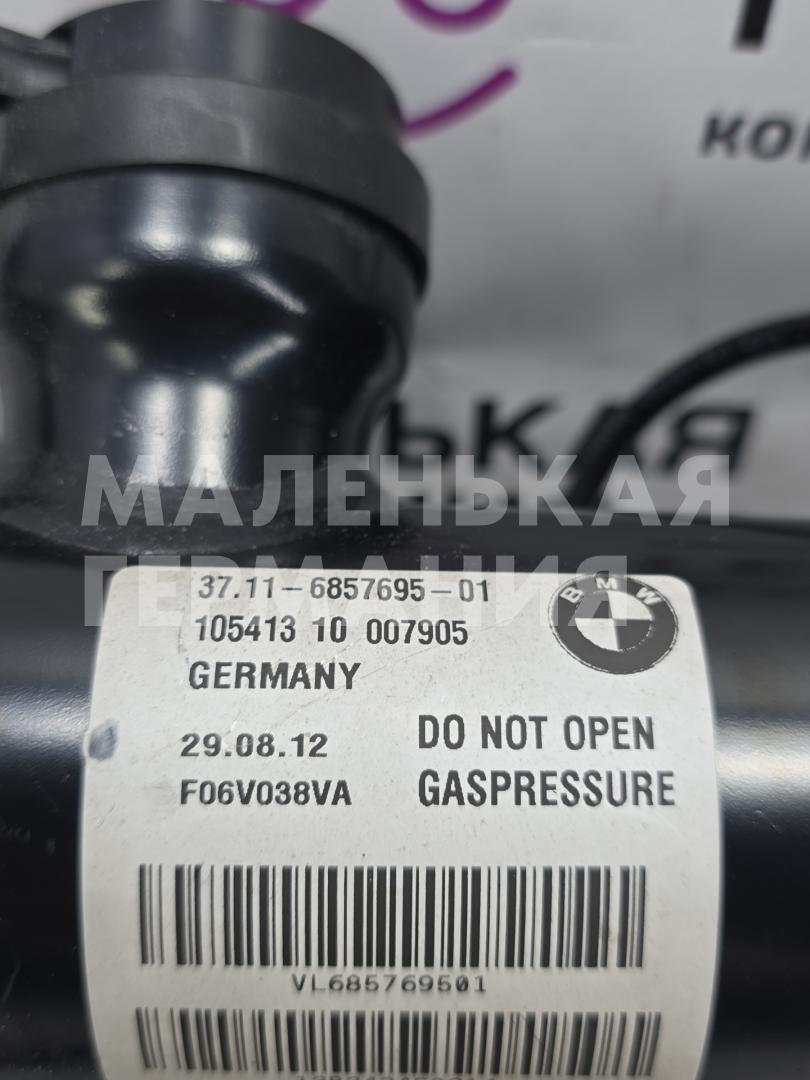 ЬКАЯ
МАЛЕНЬКАЯ
ГЕРМАНИЯ
37.11-6857695-01
BMW
105413 10 007905
GERMANY
29.08.12
DO NOT OPEN
F06V038VA
GASPRESSURE
VL685769501